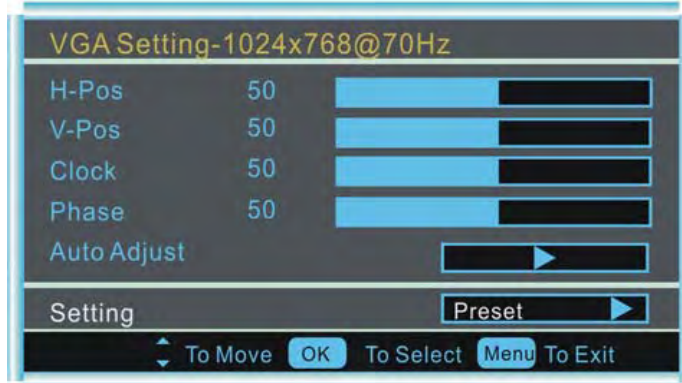 VGA Setting-1024x768@70Hz
H-Pos 50
V-Pos 50
Clock 50
Phase 50
Auto Adjust
Setting Preset
To Move OK To Select Menu To Exit